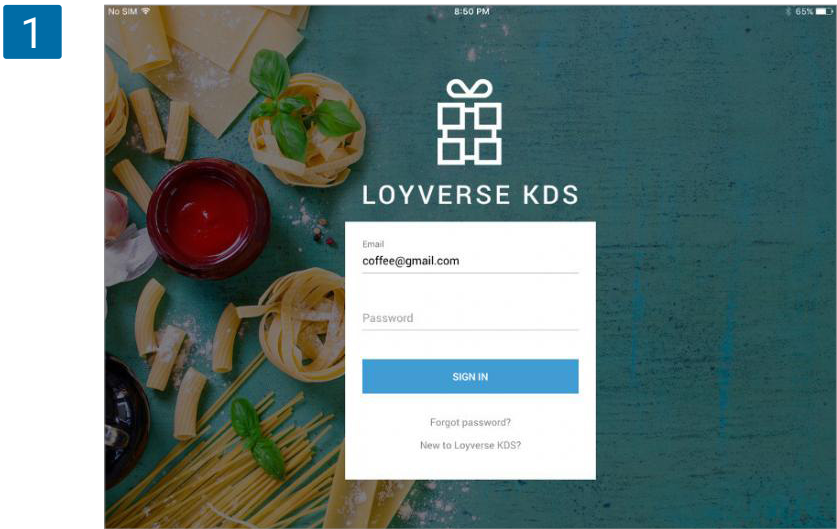 1
No SIM 8:50 PM 65%
LOYVERSE KDS
Email
coffee@gmail.com
Password
SIGN IN
Forgot password?
New to Loyverse KDS?